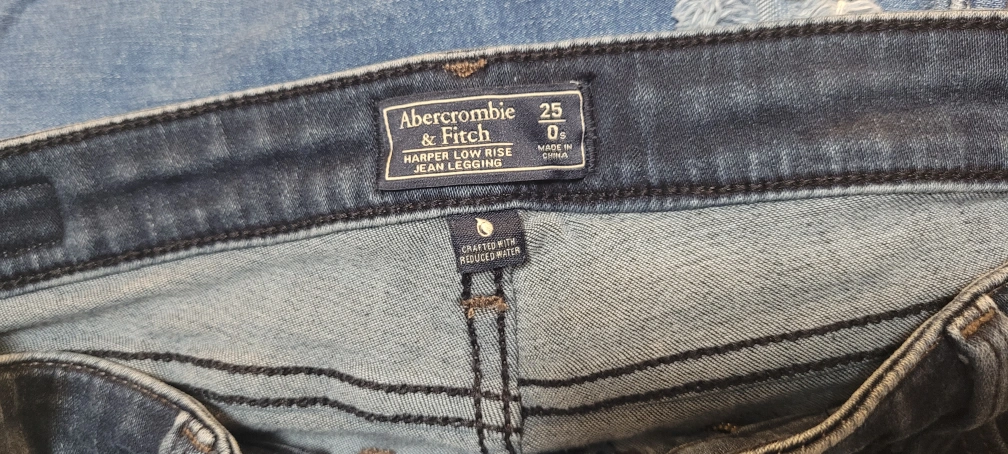 Abercrombie
& Fitch
HARPER LOW RISE
JEAN LEGGING
25
0s
MADE IN
CHINA
CRAFTED WITH
REDUCED WATER